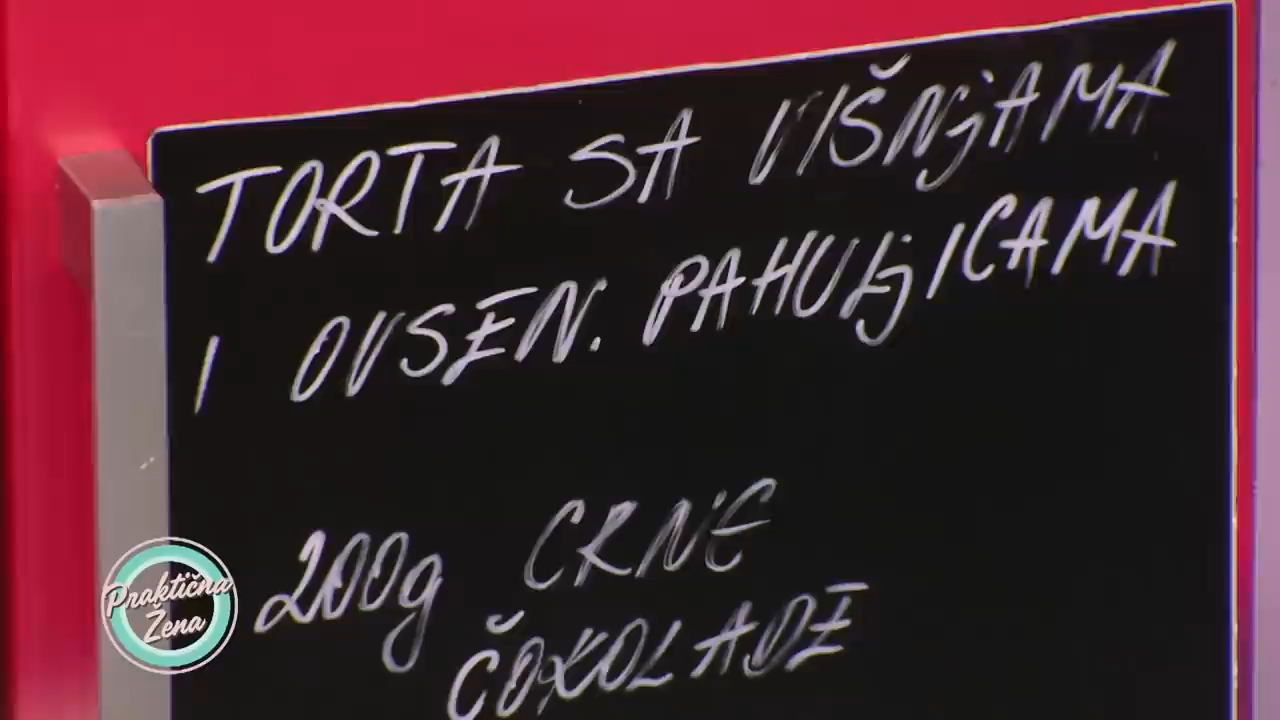 TORTA SA VIŠNjAMA
I OVSEN. PAHULjICAMA
200g CRNE
ČOKOLADE
Praktična
Žena